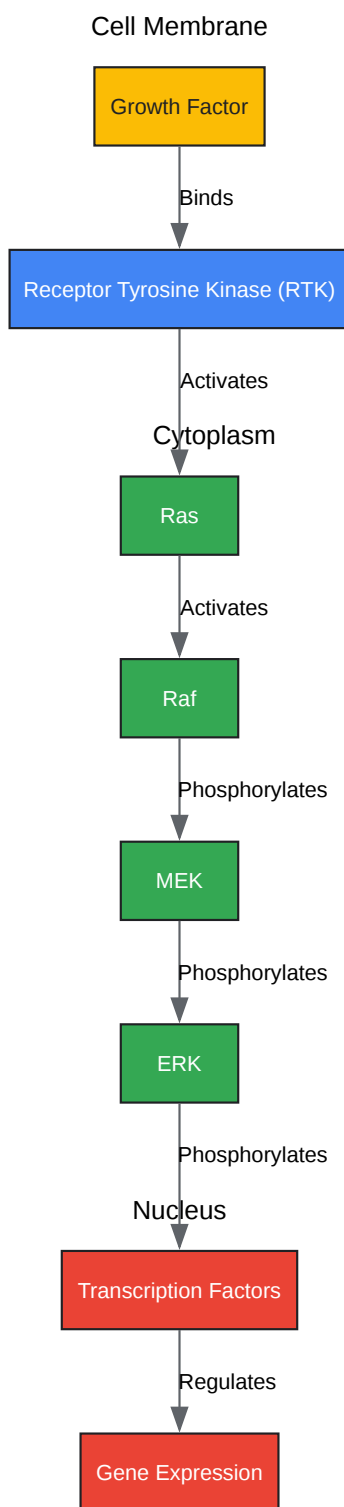 Cell Membrane
Growth Factor
Binds
Receptor Tyrosine Kinase (RTK)
Activates
Cytoplasm
Ras
Activates
Raf
Phosphorylates
MEK
Phosphorylates
ERK
Phosphorylates
Nucleus
Transcription Factors
Regulates
Gene Expression